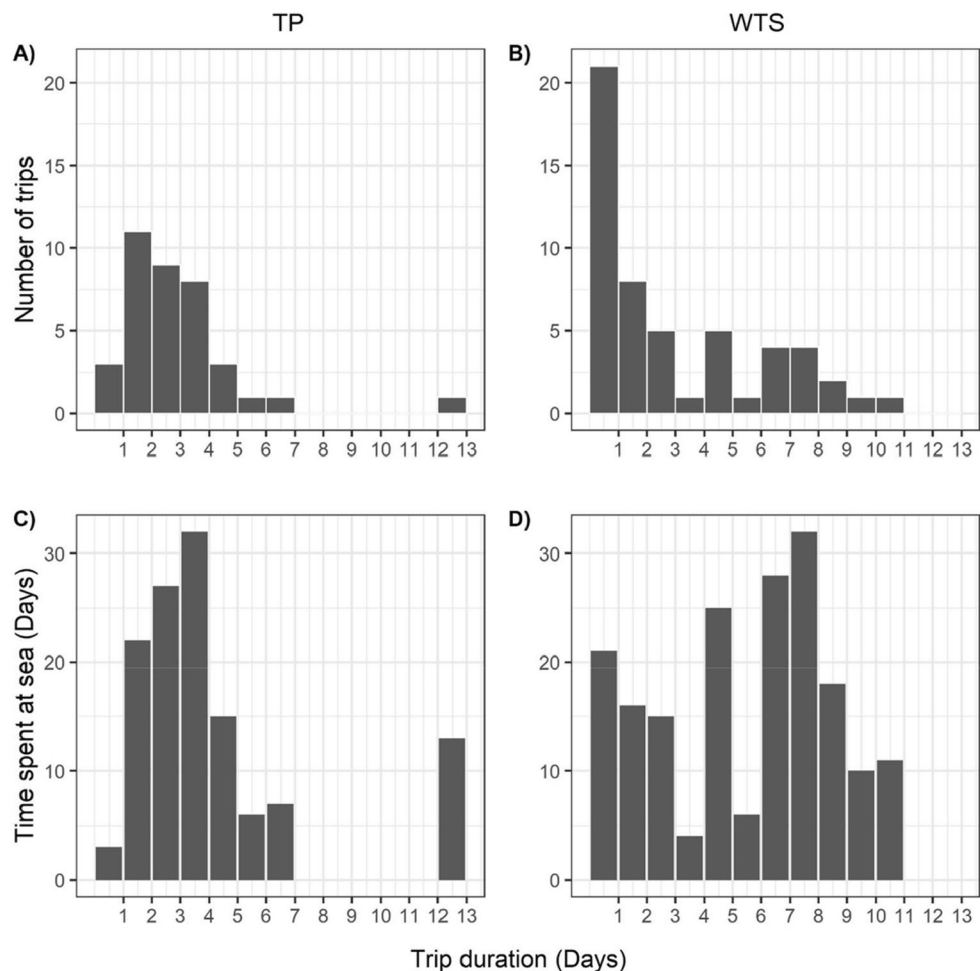 TP
WTS
A)
B)
Number of trips
20
15
10
5
0
20
15
10
5
0
1 2 3 4 5 6 7 8 9 10 11 12 13
1 2 3 4 5 6 7 8 9 10 11 12 13
C)
D)
Time spent at sea (Days)
30
20
10
0
30
20
10
0
1 2 3 4 5 6 7 8 9 10 11 12 13
1 2 3 4 5 6 7 8 9 10 11 12 13
Trip duration (Days)